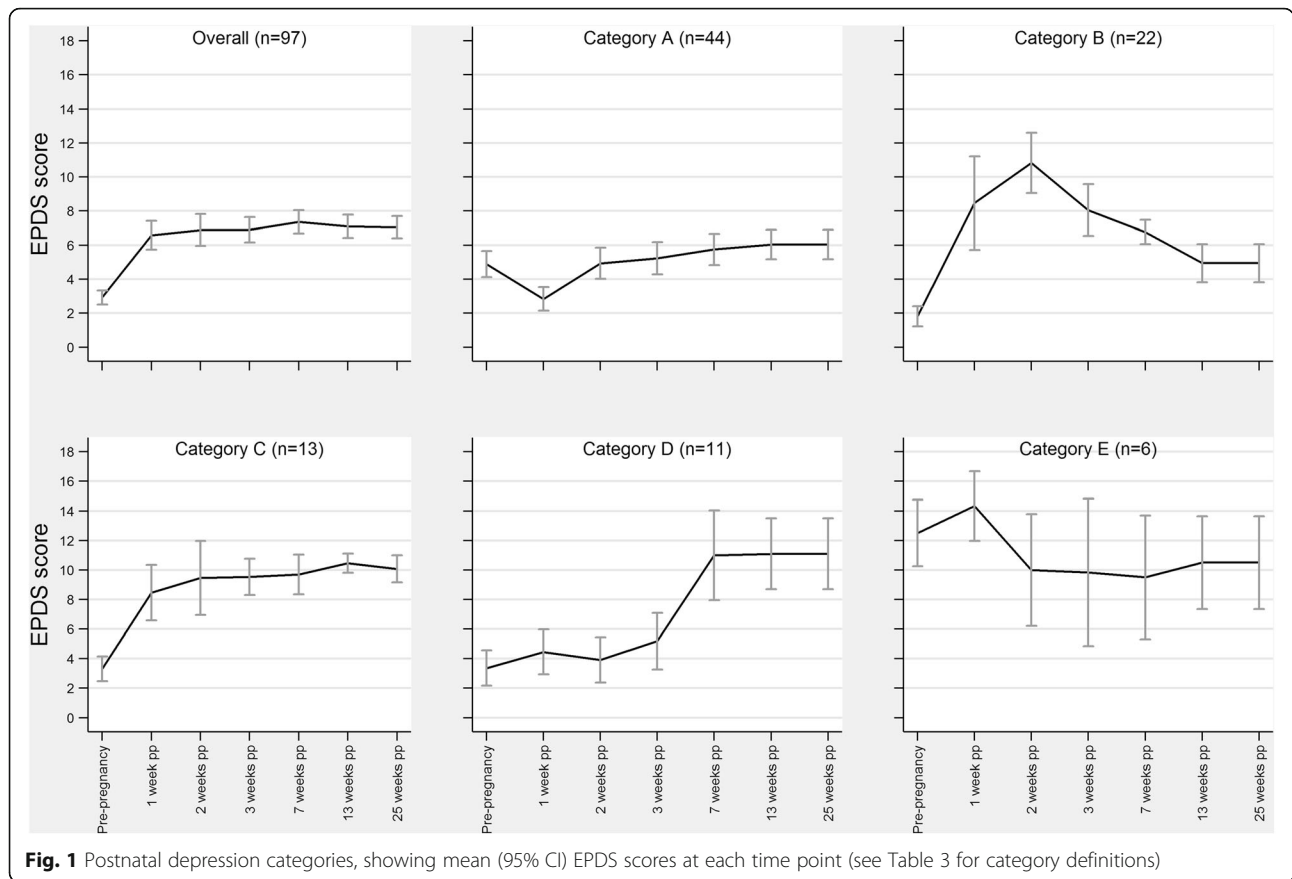 Overall (n=97)
Category A (n=44)
Category B (n=22)
EPDS score
18
16
14
12
10
8
6
4
2
0
Category C (n=13)
Category D (n=11)
Category E (n=6)
EPDS score
18
16
14
12
10
8
6
4
2
0
Pre-pregnancy
1 week pp
2 weeks pp
3 weeks pp
7 weeks pp
13 weeks pp
25 weeks pp
Pre-pregnancy
1 week pp
2 weeks pp
3 weeks pp
7 weeks pp
13 weeks pp
25 weeks pp
Pre-pregnancy
1 week pp
2 weeks pp
3 weeks pp
7 weeks pp
13 weeks pp
25 weeks pp
Fig. 1 Postnatal depression categories, showing mean (95% CI) EPDS scores at each time point (see Table 3 for category definitions)